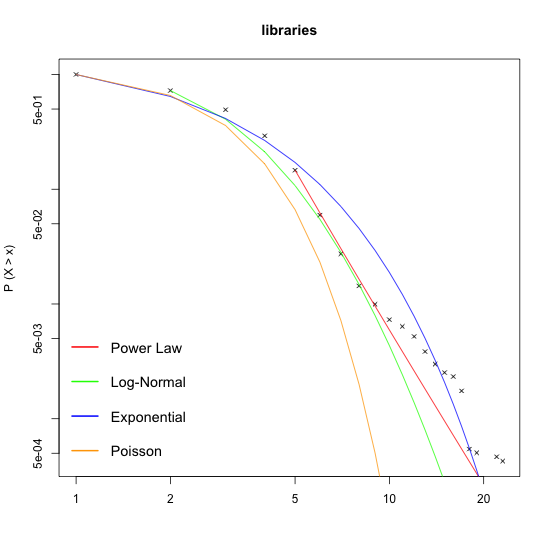 libraries
P (X > x)
5e-01
5e-02
5e-03
5e-04
Power Law
Log-Normal
Exponential
Poisson
1 2 5 10 20